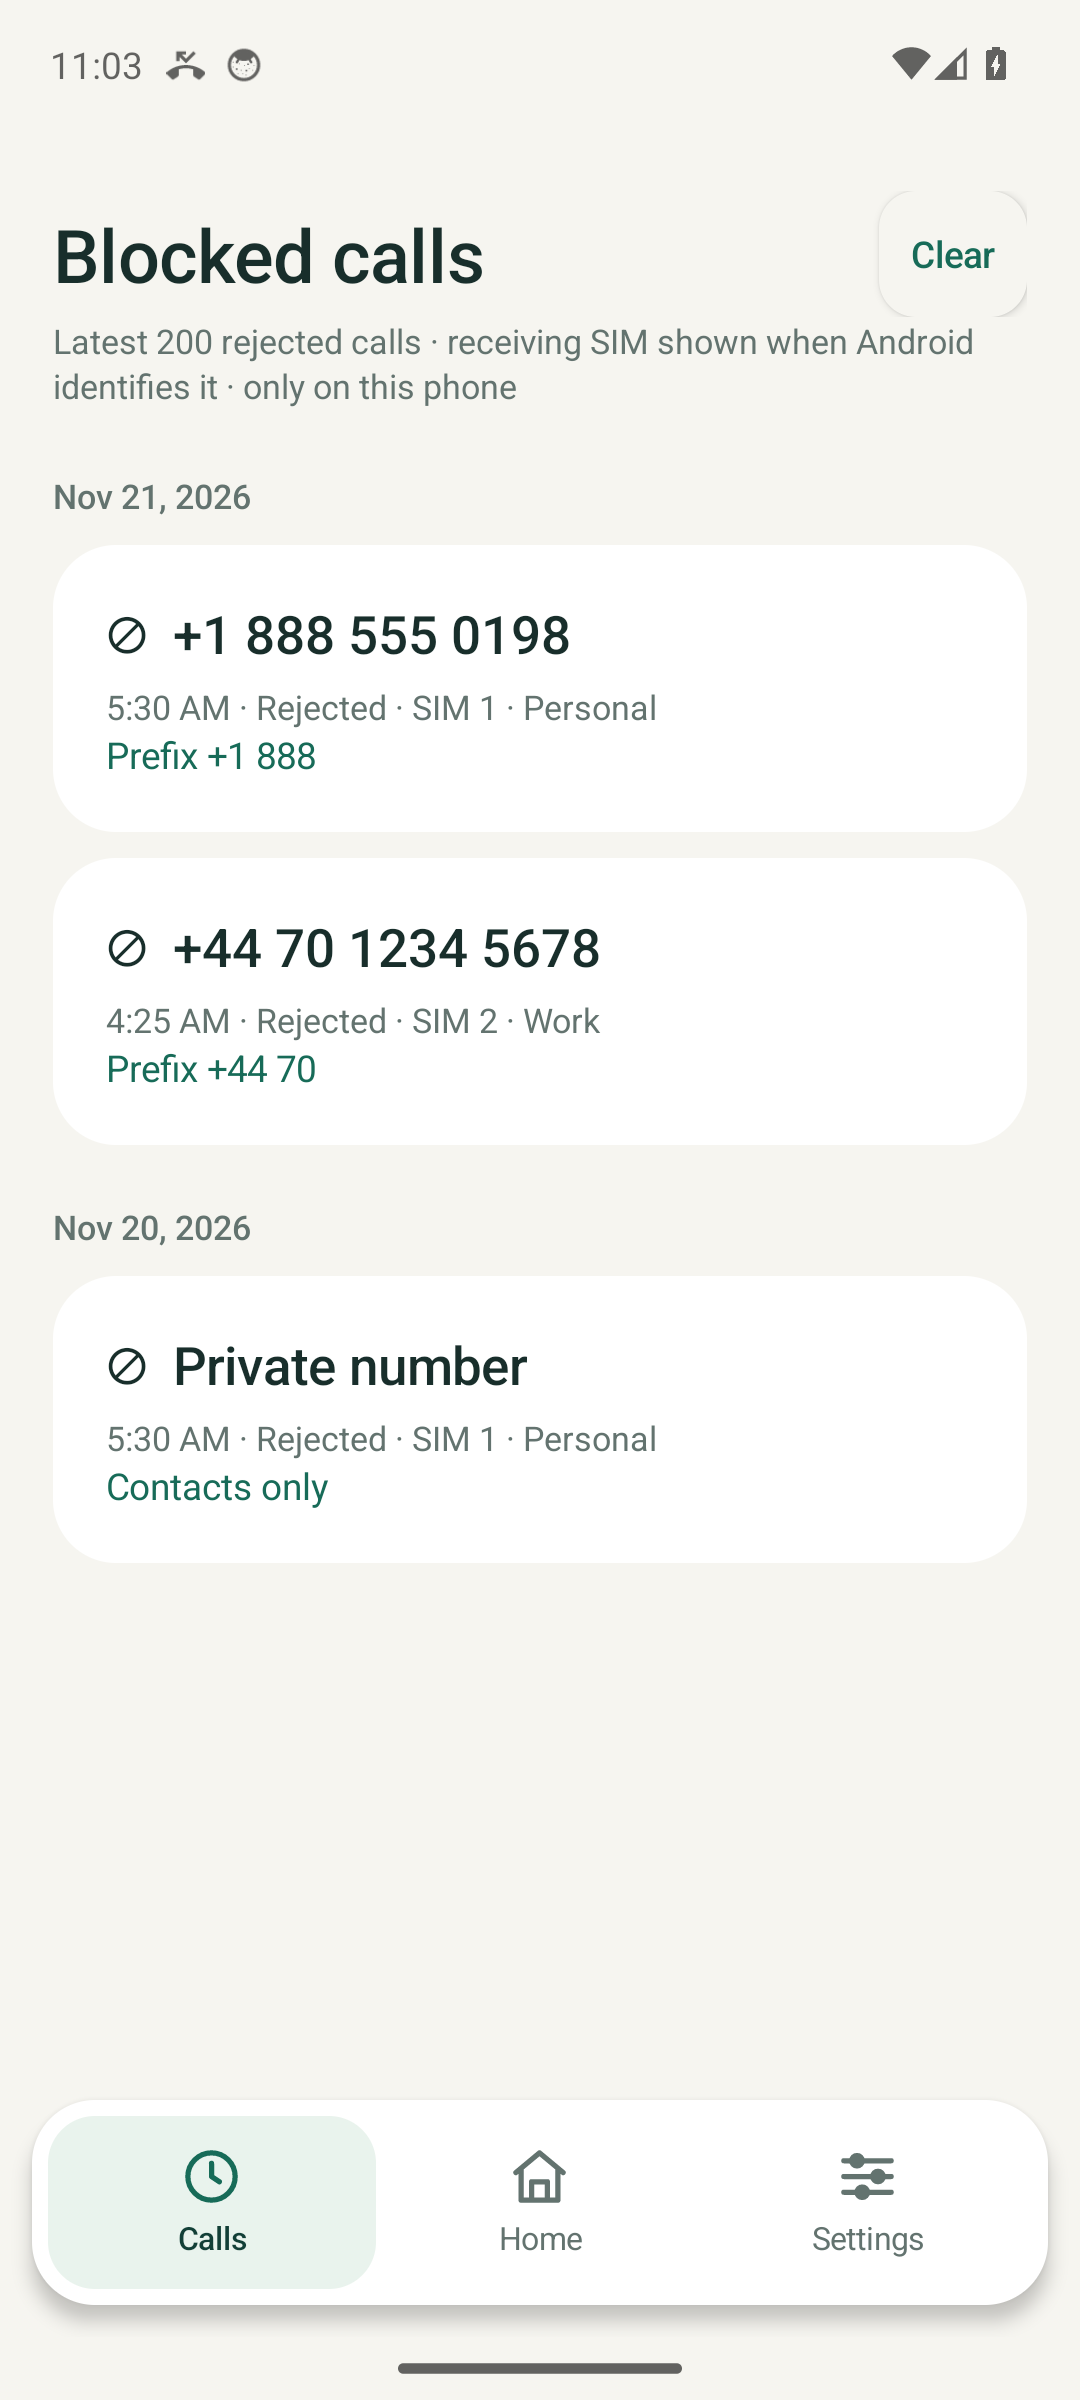 11:03
Blocked calls
Clear
Latest 200 rejected calls · receiving SIM shown when Android
identifies it · only on this phone
Nov 21, 2026
+1 888 555 0198
5:30 AM · Rejected · SIM 1 · Personal
Prefix +1 888
+44 70 1234 5678
4:25 AM · Rejected · SIM 2 · Work
Prefix +44 70
Nov 20, 2026
Private number
5:30 AM · Rejected · SIM 1 · Personal
Contacts only
Calls
Home
Settings